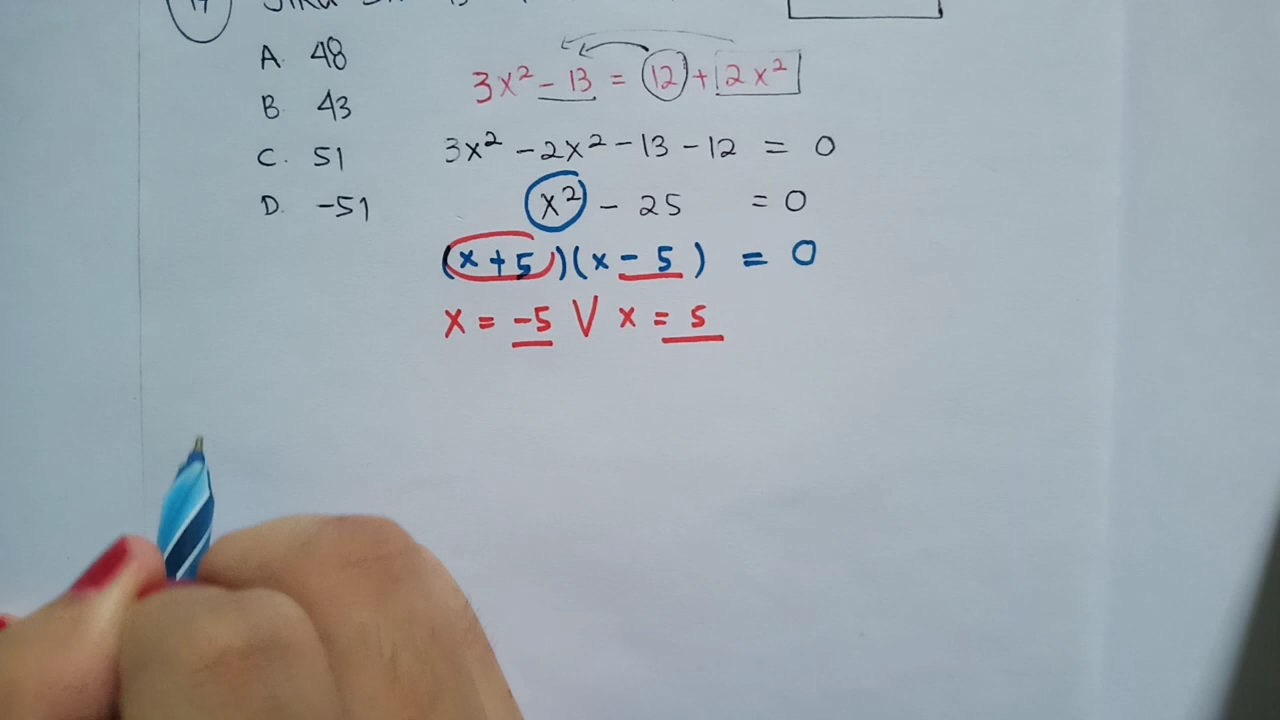 17
A. 48
3x² - 13 = 12 + 2x²
B. 43
3x² - 2x² - 13 - 12 = 0
C. 51
x² - 25 = 0
D. -51
(x + 5)(x - 5) = 0
x = -5 V x = 5